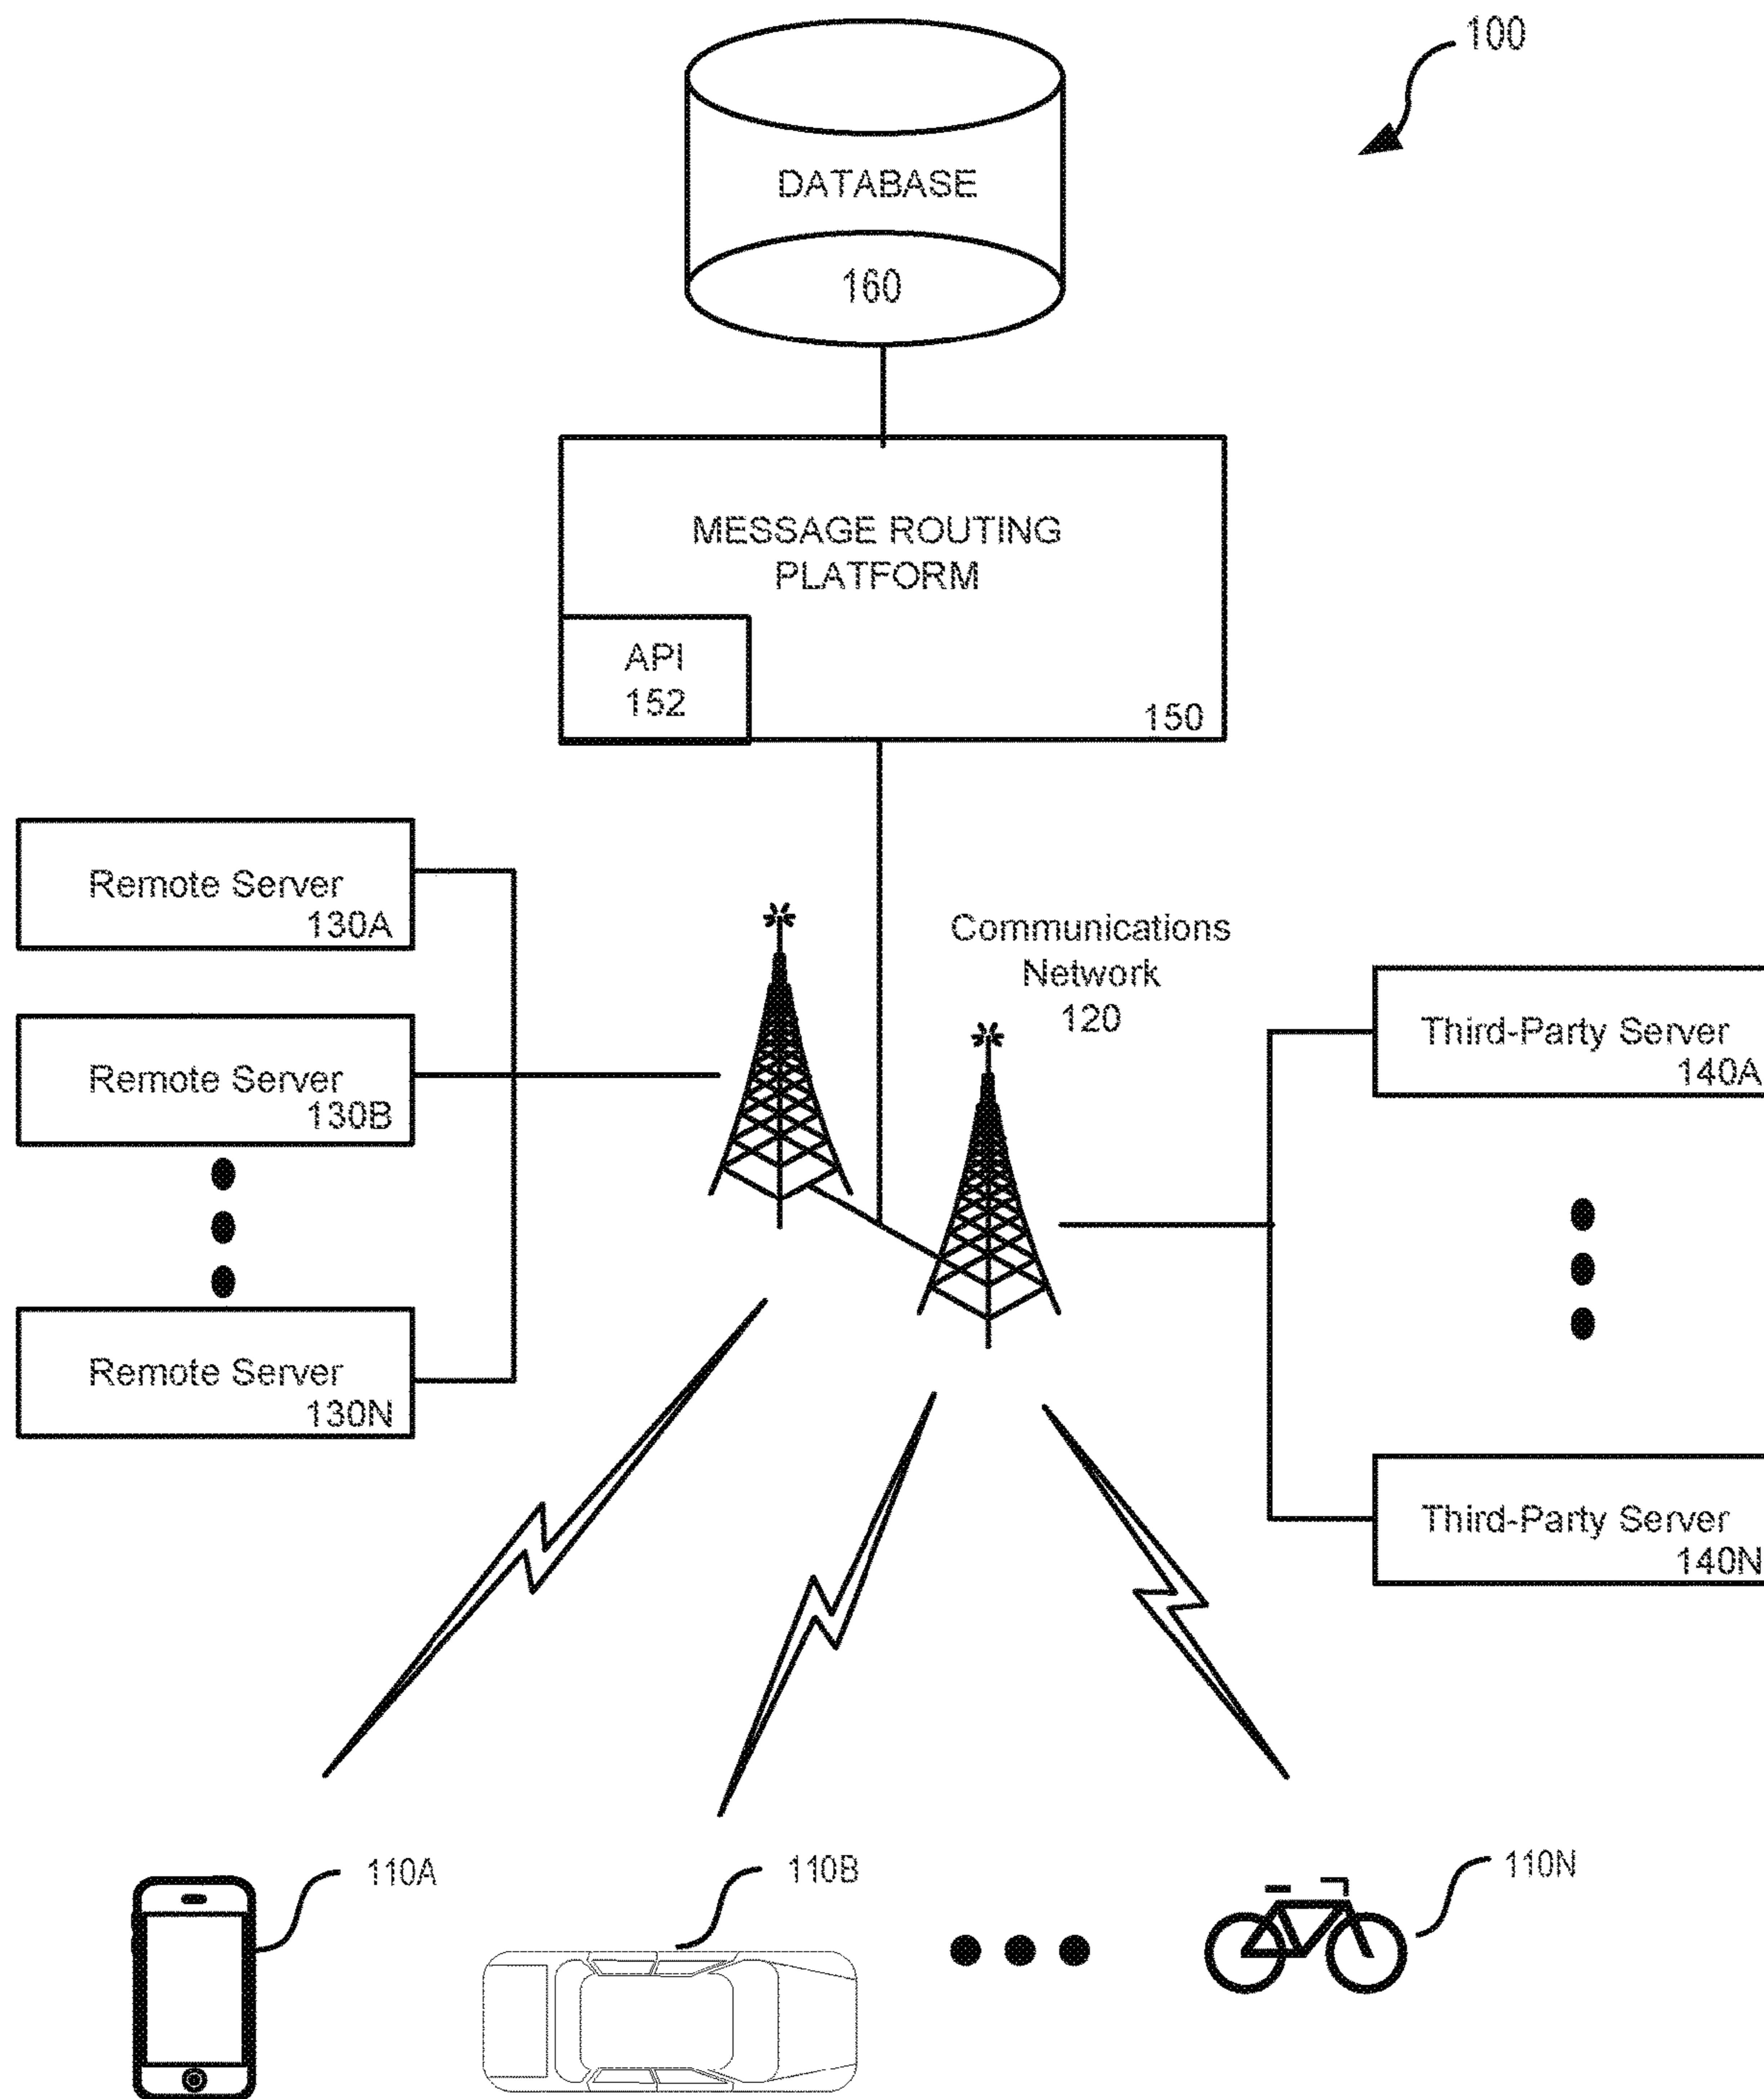 100
DATABASE
160
MESSAGE ROUTING
PLATFORM
API
152
150
Remote Server
130A
Communications
Network
120
Remote Server
130B
Third-Party Server
140A
Remote Server
130N
Third-Party Server
140N
110A
110B
110N